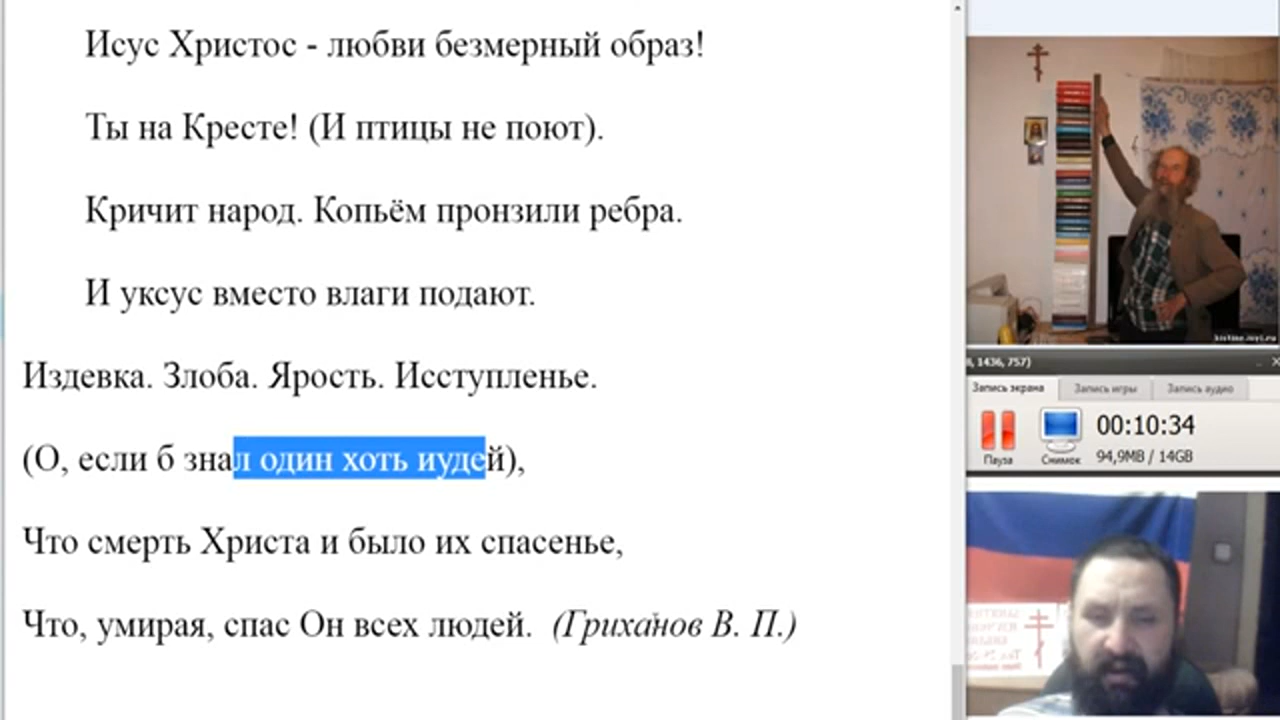 Исус Христос - любви безмерный образ!
Ты на Кресте! (И птицы не поют).
Кричит народ. Копьём пронзили ребра.
И уксус вместо влаги подают.
Издевка. Злоба. Ярость. Исступленье.
(О, если б знал один хоть иудей),
Что смерть Христа и было их спасенье,
Что, умирая, спас Он всех людей. (Гриха́нов В. П.)
1436, 757)
Запись экрана Запись игры Запись аудио
00:10:34
94,9MB / 14GB
Пауза Снимок